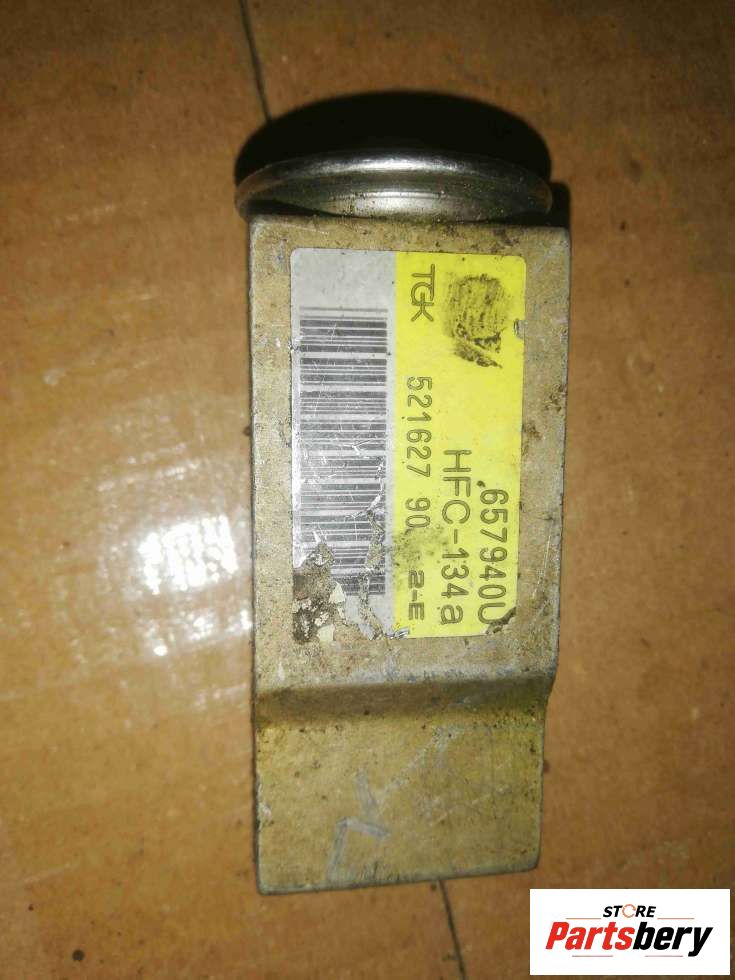 657940U
HFC-134a
TGK 521627 90 2-E
STORE
Partsbery